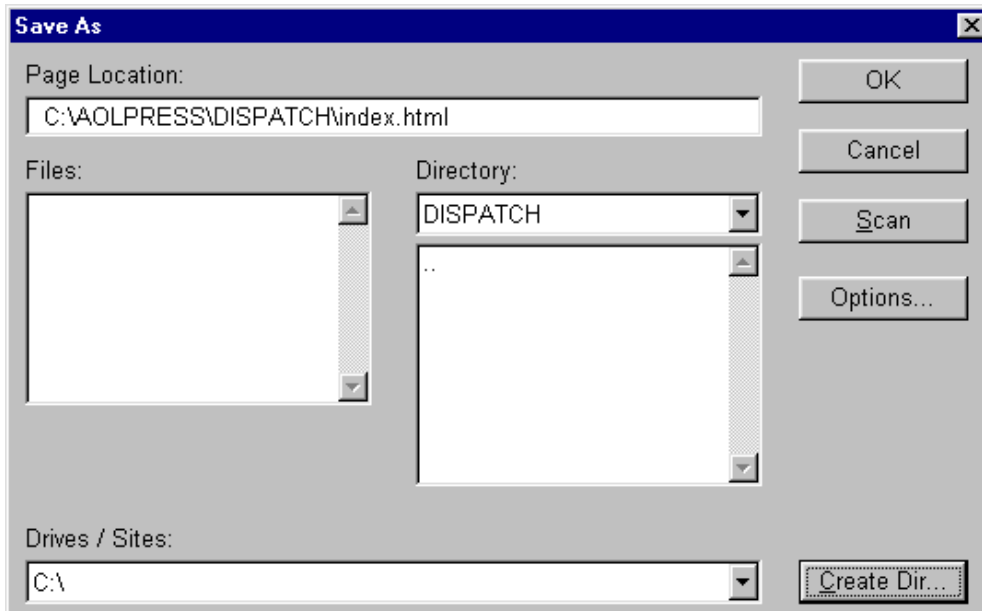 Save As
Page Location:
OK
C:\AOLPRESS\DISPATCH\index.html
Cancel
Files:
Directory:
DISPATCH
Scan
..
Options...
Drives / Sites:
C:\
Create Dir...